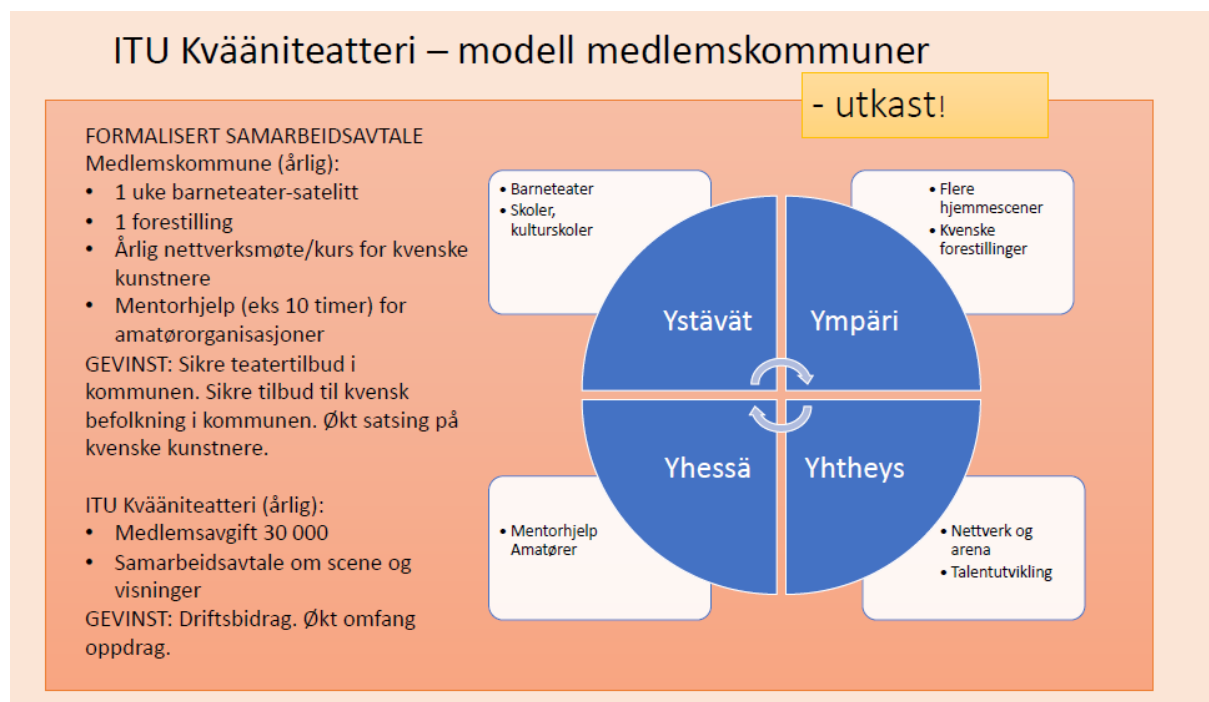 ITU Kvääniteatteri – modell medlemskommuner
- utkast!
FORMALISERT SAMARBEIDSAVTALE
Medlemskommune (årlig):
• 1 uke barneteater-satelitt
• 1 forestilling
• Årlig nettverksmøte/kurs for kvenske
kunstnere
• Mentorhjelp (eks 10 timer) for
amatørorganisasjoner
GEVINST: Sikre teatertilbud i
kommunen. Sikre tilbud til kvensk
befolkning i kommunen. Økt satsing på
kvenske kunstnere.
ITU Kvääniteatteri (årlig):
• Medlemsavgift 30 000
• Samarbeidsavtale om scene og
visninger
GEVINST: Driftsbidrag. Økt omfang
oppdrag.
• Barneteater
• Skoler,
kulturskoler
• Flere
hjemmescener
• Kvenske
forestillinger
Ystävät
Ympäri
Yhessä
Yhtheys
• Mentorhjelp
Amatører
• Nettverk og
arena
• Talentutvikling